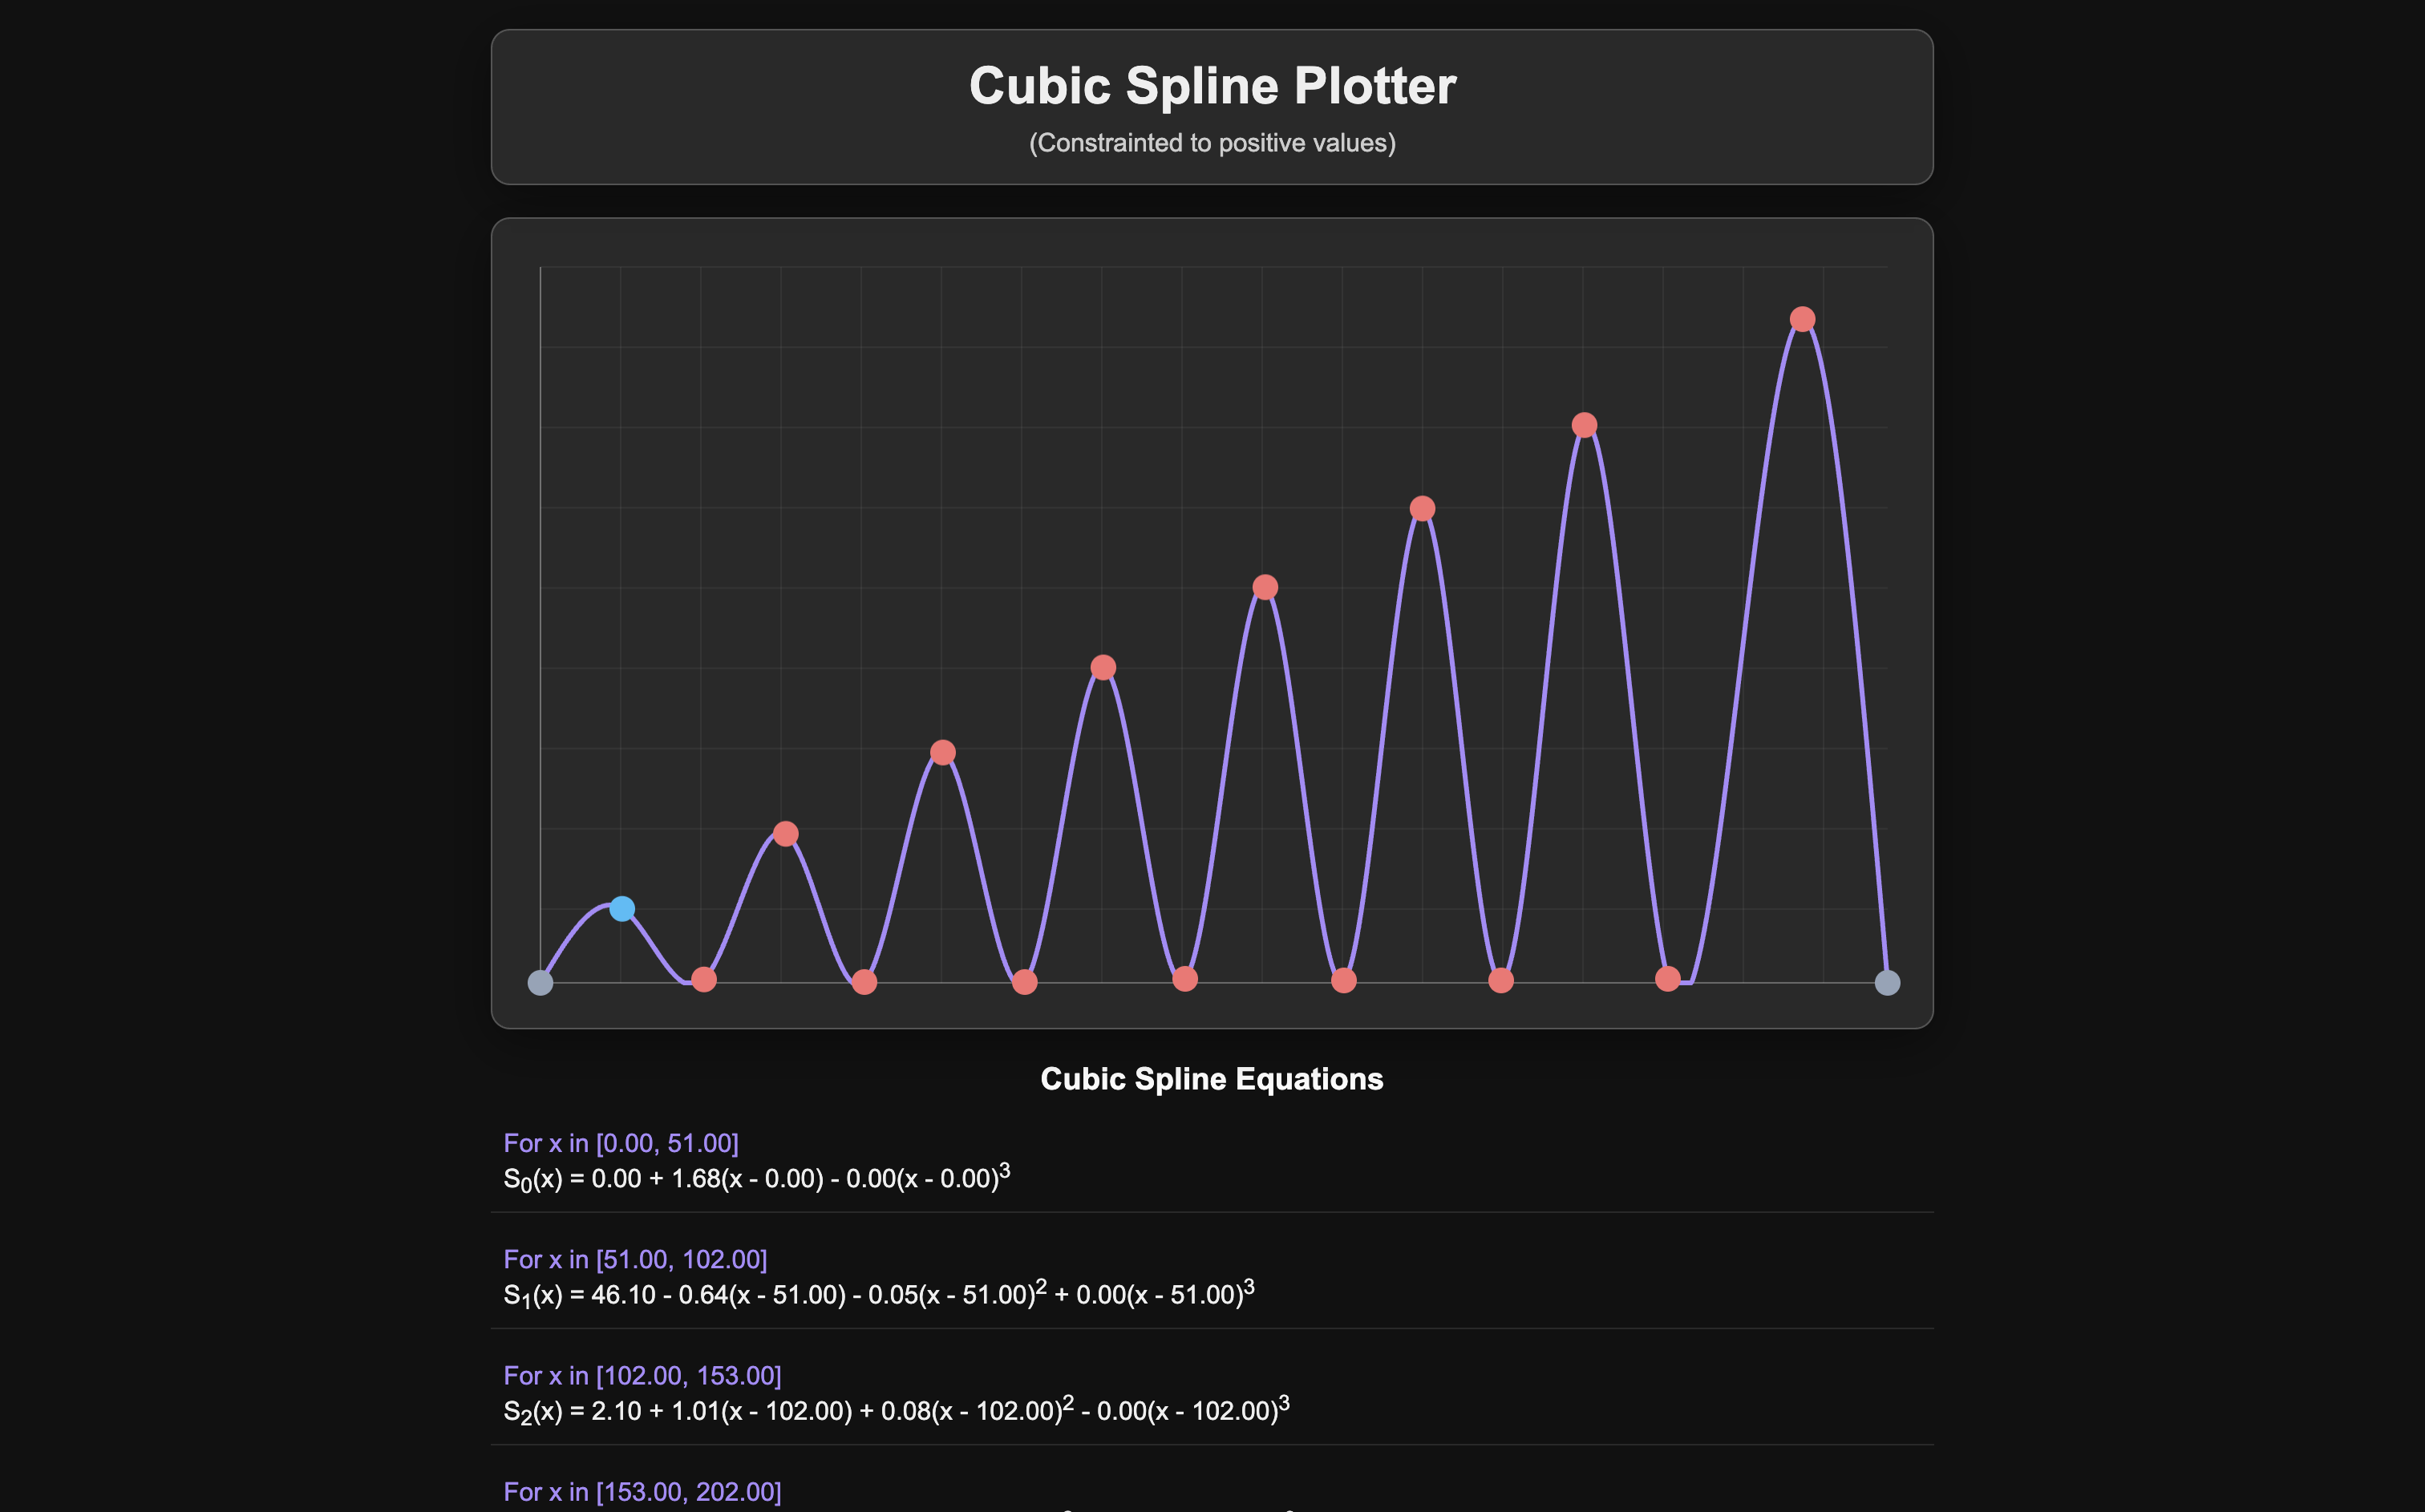 Cubic Spline Plotter
(Constrainted to positive values)
Cubic Spline Equations
For x in [0.00, 51.00]
S₀(x) = 0.00 + 1.68(x - 0.00) - 0.00(x - 0.00)³
For x in [51.00, 102.00]
S₁(x) = 46.10 - 0.64(x - 51.00) - 0.05(x - 51.00)² + 0.00(x - 51.00)³
For x in [102.00, 153.00]
S₂(x) = 2.10 + 1.01(x - 102.00) + 0.08(x - 102.00)² - 0.00(x - 102.00)³
For x in [153.00, 202.00]